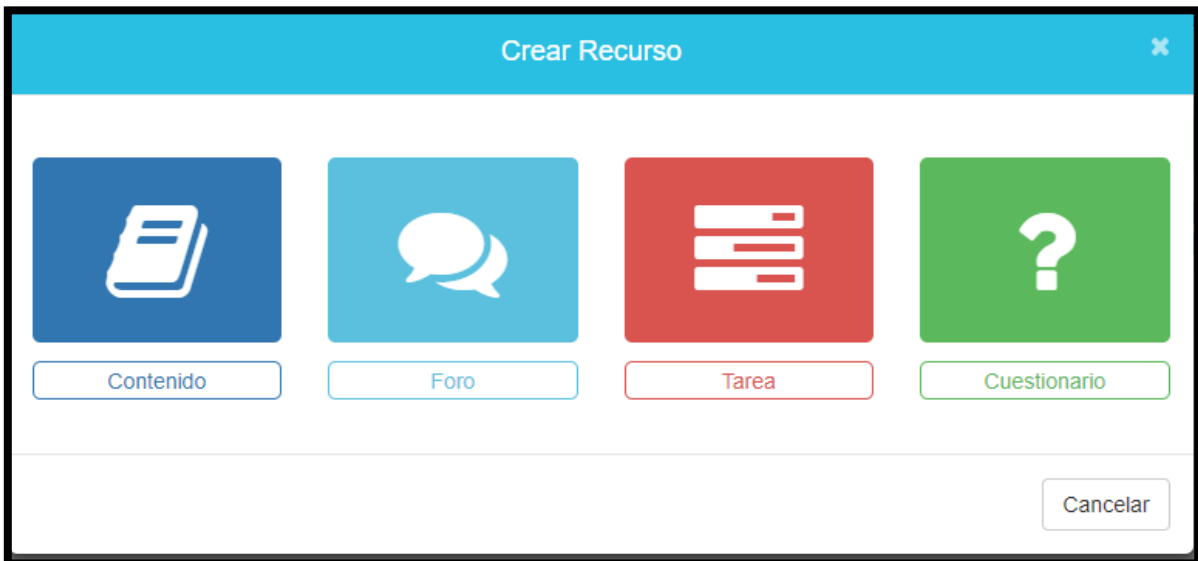 Crear Recurso
Contenido
Foro
Tarea
Cuestionario
Cancelar